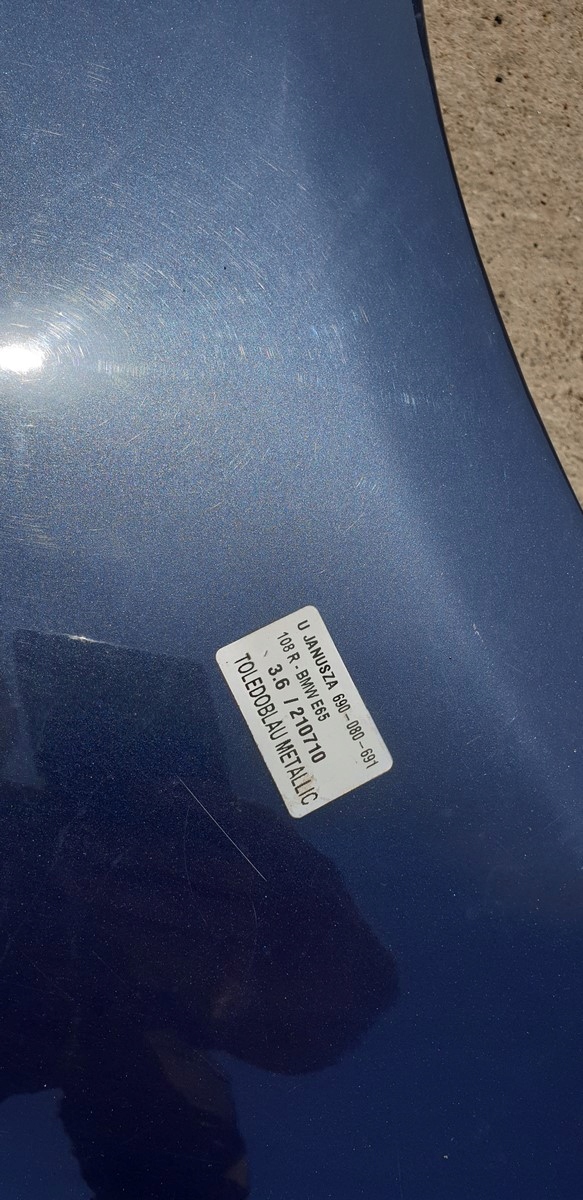 U JANUSZA 690-080-691
108 R - BMW E65
3.6 / 210710
TOLEDOBLAU METALLIC